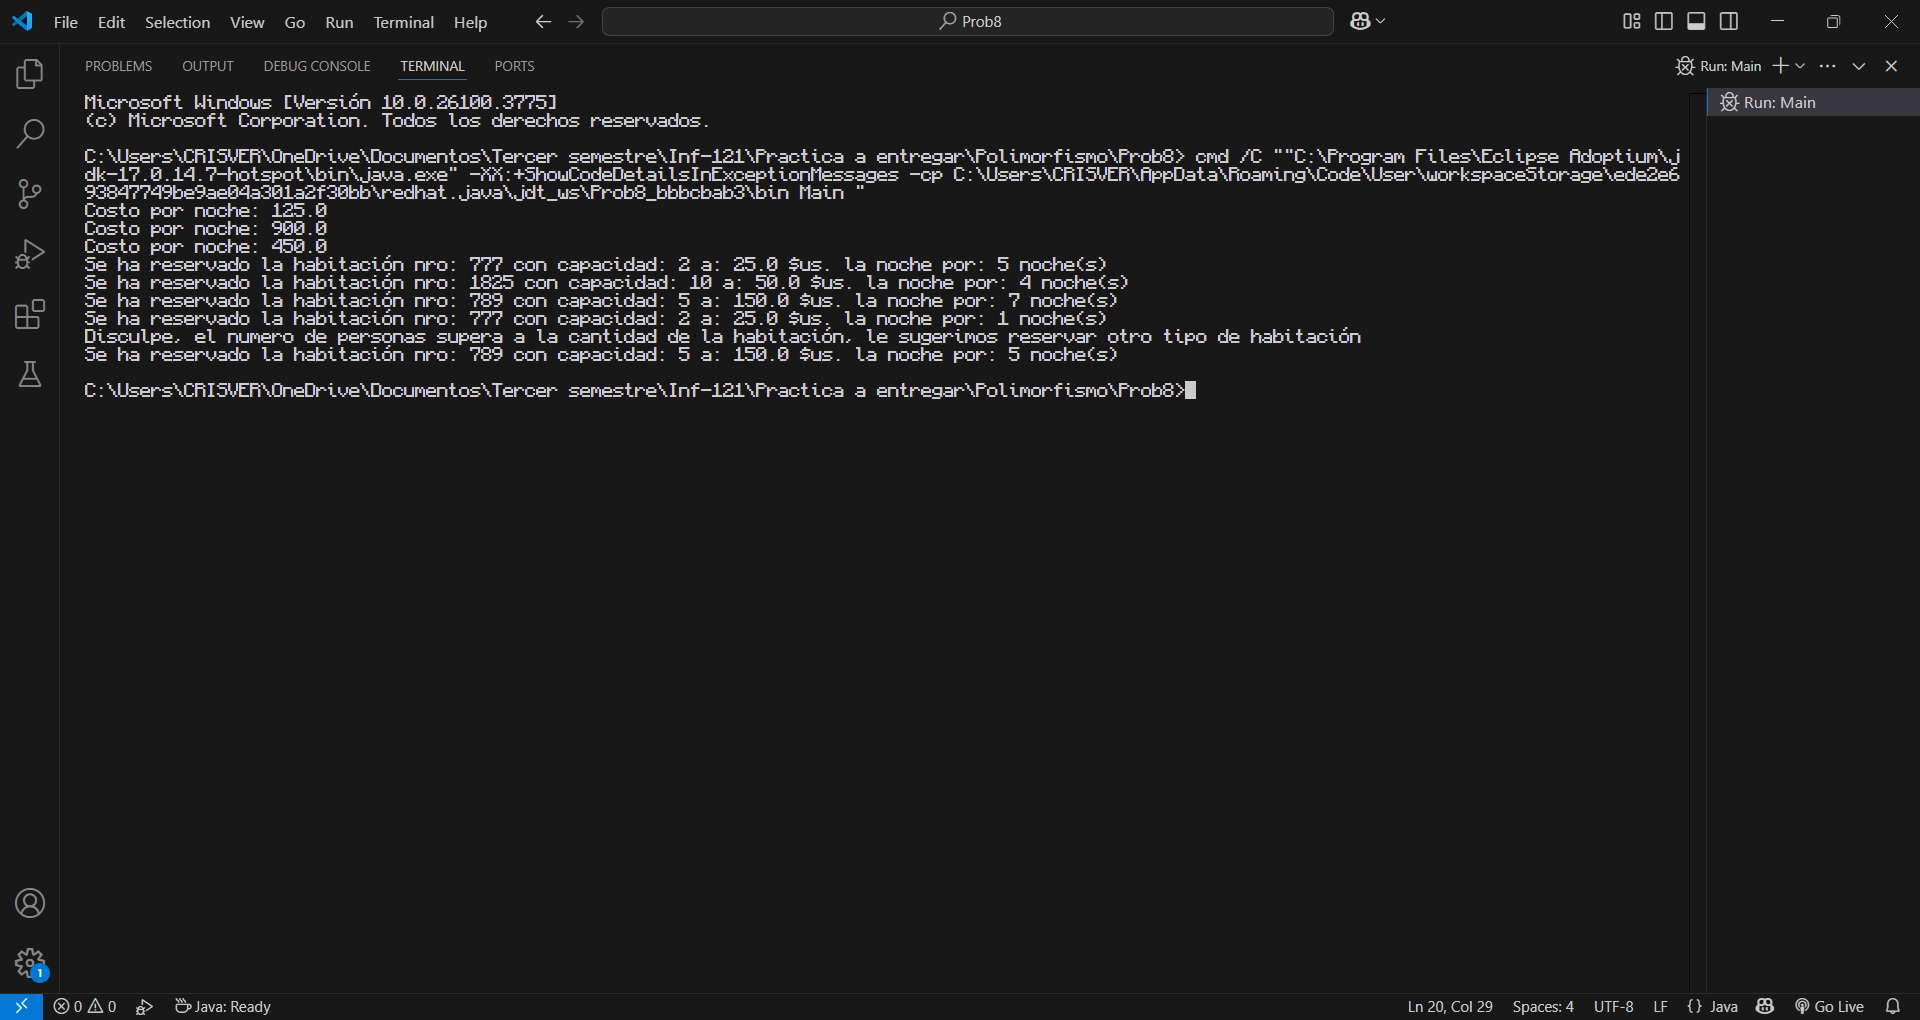 File Edit Selection View Go Run Terminal Help Prob8
PROBLEMS OUTPUT DEBUG CONSOLE TERMINAL PORTS Run: Main
Run: Main
Microsoft Windows [Versión 10.0.26100.3775]
(c) Microsoft Corporation. Todos los derechos reservados.
C:\Users\CRISVER\OneDrive\Documentos\Tercer semestre\Inf-121\Practica a entregar\Polimorfismo\Prob8> cmd /C ""C:\Program Files\Eclipse Adoptium\j
dk-17.0.14.7-hotspot\bin\java.exe" -XX:+ShowCodeDetailsInExceptionMessages -cp C:\Users\CRISVER\AppData\Roaming\Code\User\workspaceStorage\ede2e6
93847749be9ae04a301a2f30bb\redhat.java\jdt_ws\Prob8_bbbcbab3\bin Main "
Costo por noche: 125.0
Costo por noche: 900.0
Costo por noche: 450.0
Se ha reservado la habitación nro: 777 con capacidad: 2 a: 25.0 $us. la noche por: 5 noche(s)
Se ha reservado la habitación nro: 1825 con capacidad: 10 a: 50.0 $us. la noche por: 4 noche(s)
Se ha reservado la habitación nro: 789 con capacidad: 5 a: 150.0 $us. la noche por: 7 noche(s)
Se ha reservado la habitación nro: 777 con capacidad: 2 a: 25.0 $us. la noche por: 1 noche(s)
Disculpe, el numero de personas supera a la cantidad de la habitación, le sugerimos reservar otro tipo de habitación
Se ha reservado la habitación nro: 789 con capacidad: 5 a: 150.0 $us. la noche por: 5 noche(s)
C:\Users\CRISVER\OneDrive\Documentos\Tercer semestre\Inf-121\Practica a entregar\Polimorfismo\Prob8>
1
0 0 Java: Ready Ln 20, Col 29 Spaces: 4 UTF-8 LF {} Java Go Live